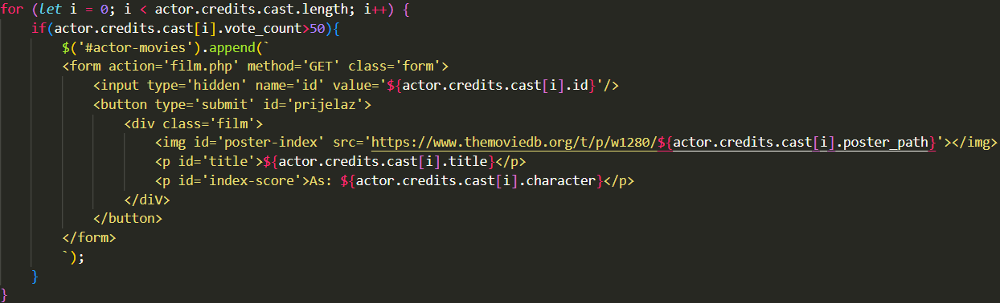 for (let i = 0; i < actor.credits.cast.length; i++) {
if(actor.credits.cast[i].vote_count>50){
$('#actor-movies').append(`
<form action='film.php' method='GET' class='form'>
<input type='hidden' name='id' value='${actor.credits.cast[i].id}'/>
<button type='submit' id='prijelaz'>
<div class='film'>
<img id='poster-index' src='https://www.themoviedb.org/t/p/w1280/${actor.credits.cast[i].poster_path}'></img>
<p id='title'>${actor.credits.cast[i].title}</p>
<p id='index-score'>As: ${actor.credits.cast[i].character}</p>
</diV>
</button>
</form>
`);
}
}